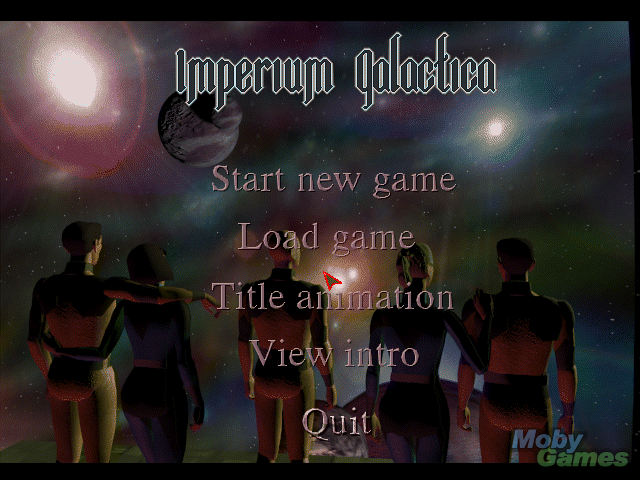 Imperium Galactica
Start new game
Load game
Title animation
View intro
Quit
Moby
Games